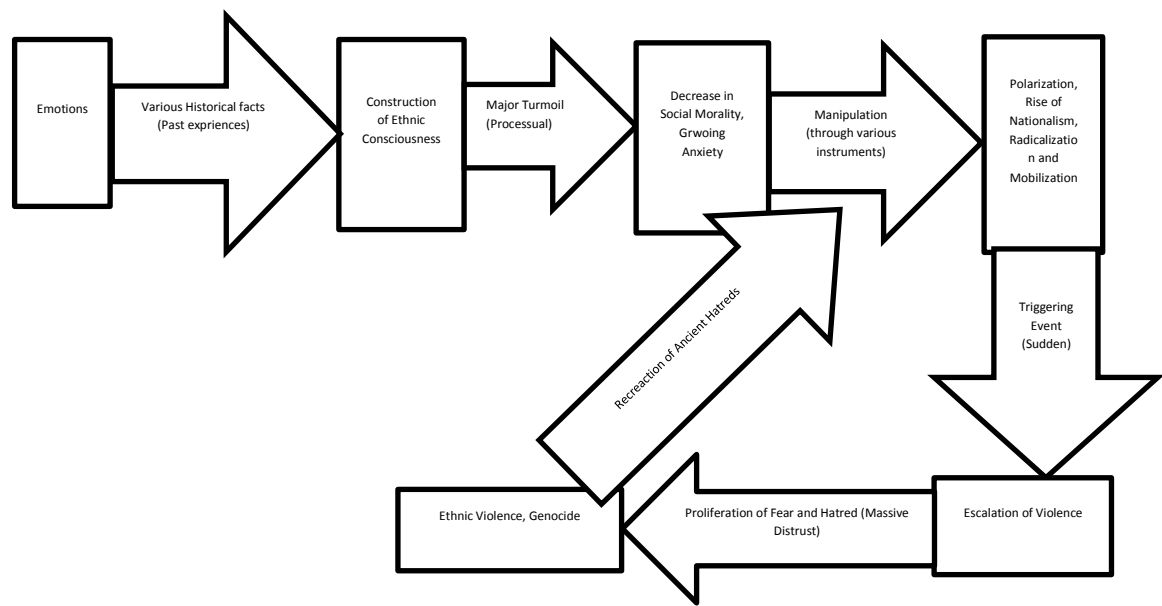 Emotions
Various Historical facts
(Past expriences)
Construction
of Ethnic
Consciousness
Major Turmoil
(Processual)
Decrease in
Social Morality,
Grwoing
Anxiety
Manipulation
(through various
instruments)
Polarization,
Rise of
Nationalism,
Radicalizatio
n and
Mobilization
Triggering
Event
(Sudden)
Escalation of Violence
Proliferation of Fear and Hatred (Massive
Distrust)
Ethnic Violence, Genocide
Recreaction of Ancient Hatreds